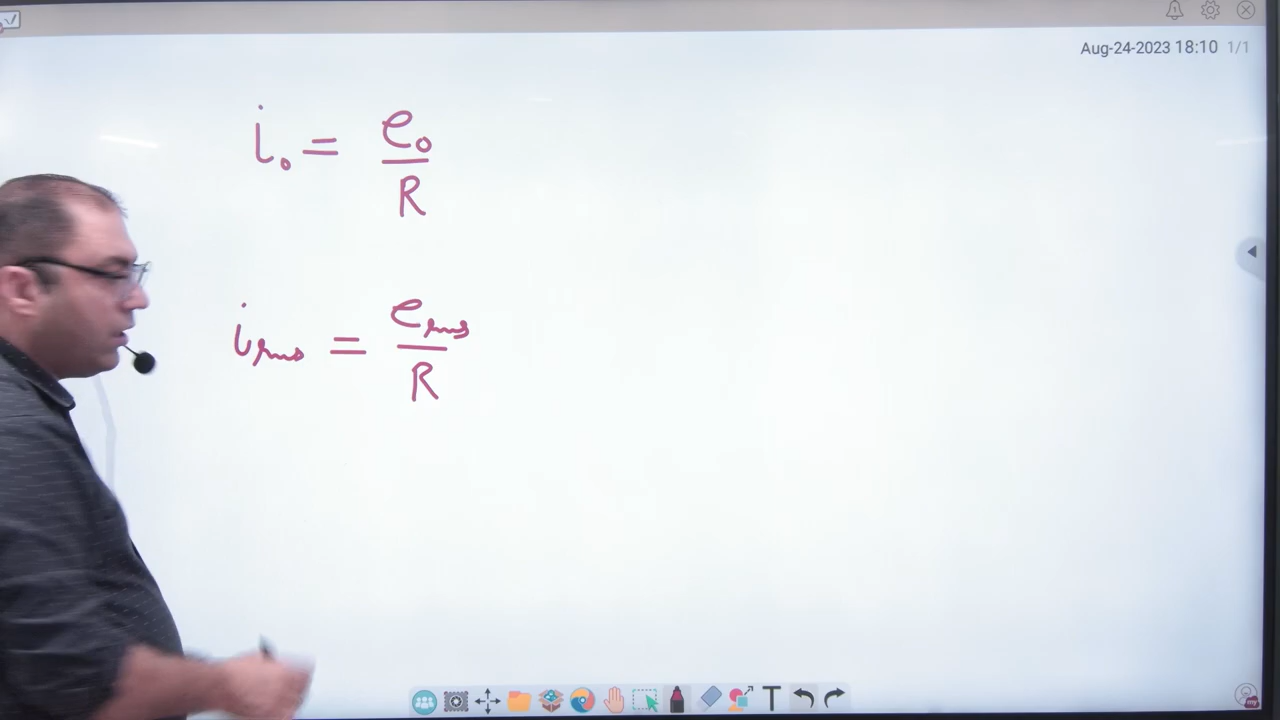 Aug-24-2023 18:10 1/1
i₀ = e₀/R
i_rms = e_rms/R
T